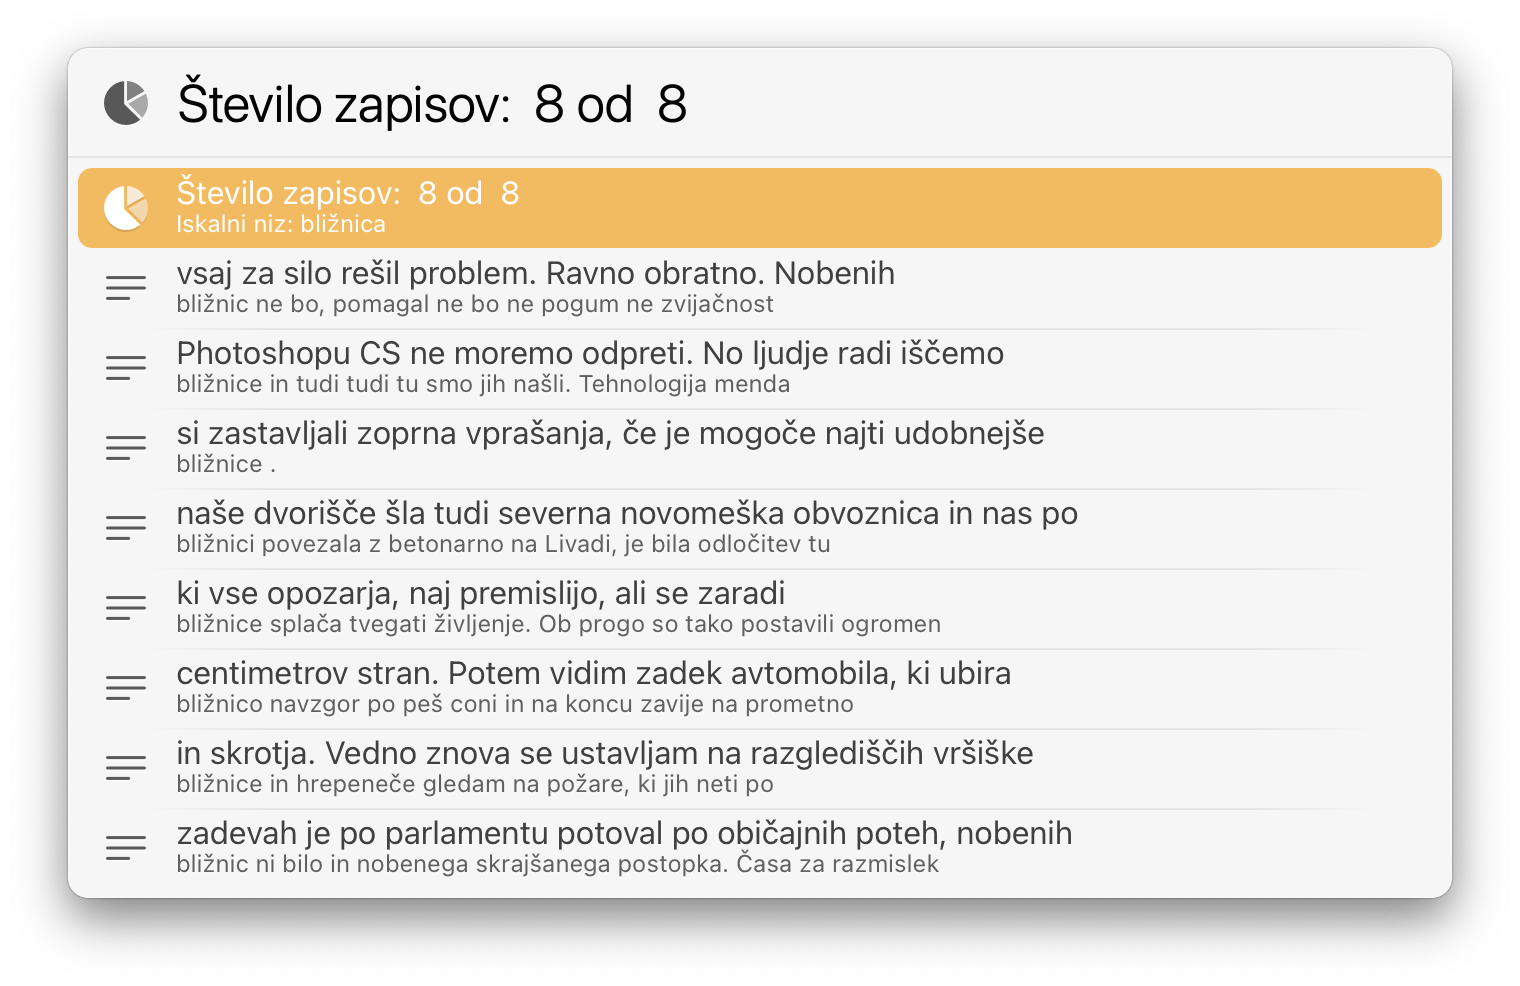 Število zapisov:  8 od  8
Število zapisov:  8 od  8
Iskalni niz: bližnica
vsaj za silo rešil problem. Ravno obratno. Nobenih
bližnic ne bo, pomagal ne bo ne pogum ne zvijačnost
Photoshopu CS ne moremo odpreti. No ljudje radi iščemo
bližnice in tudi tudi tu smo jih našli. Tehnologija menda
si zastavljali zoprna vprašanja, če je mogoče najti udobnejše
bližnice .
naše dvorišče šla tudi severna novomeška obvoznica in nas po
bližnici povezala z betonarno na Livadi, je bila odločitev tu
ki vse opozarja, naj premislijo, ali se zaradi
bližnice splača tvegati življenje. Ob progo so tako postavili ogromen
centimetrov stran. Potem vidim zadek avtomobila, ki ubira
bližnico navzgor po peš coni in na koncu zavije na prometno
in skrotja. Vedno znova se ustavljam na razglediščih vršiške
bližnice in hrepeneče gledam na požare, ki jih neti po
zadevah je po parlamentu potoval po običajnih poteh, nobenih
bližnic ni bilo in nobenega skrajšanega postopka. Časa za razmislek